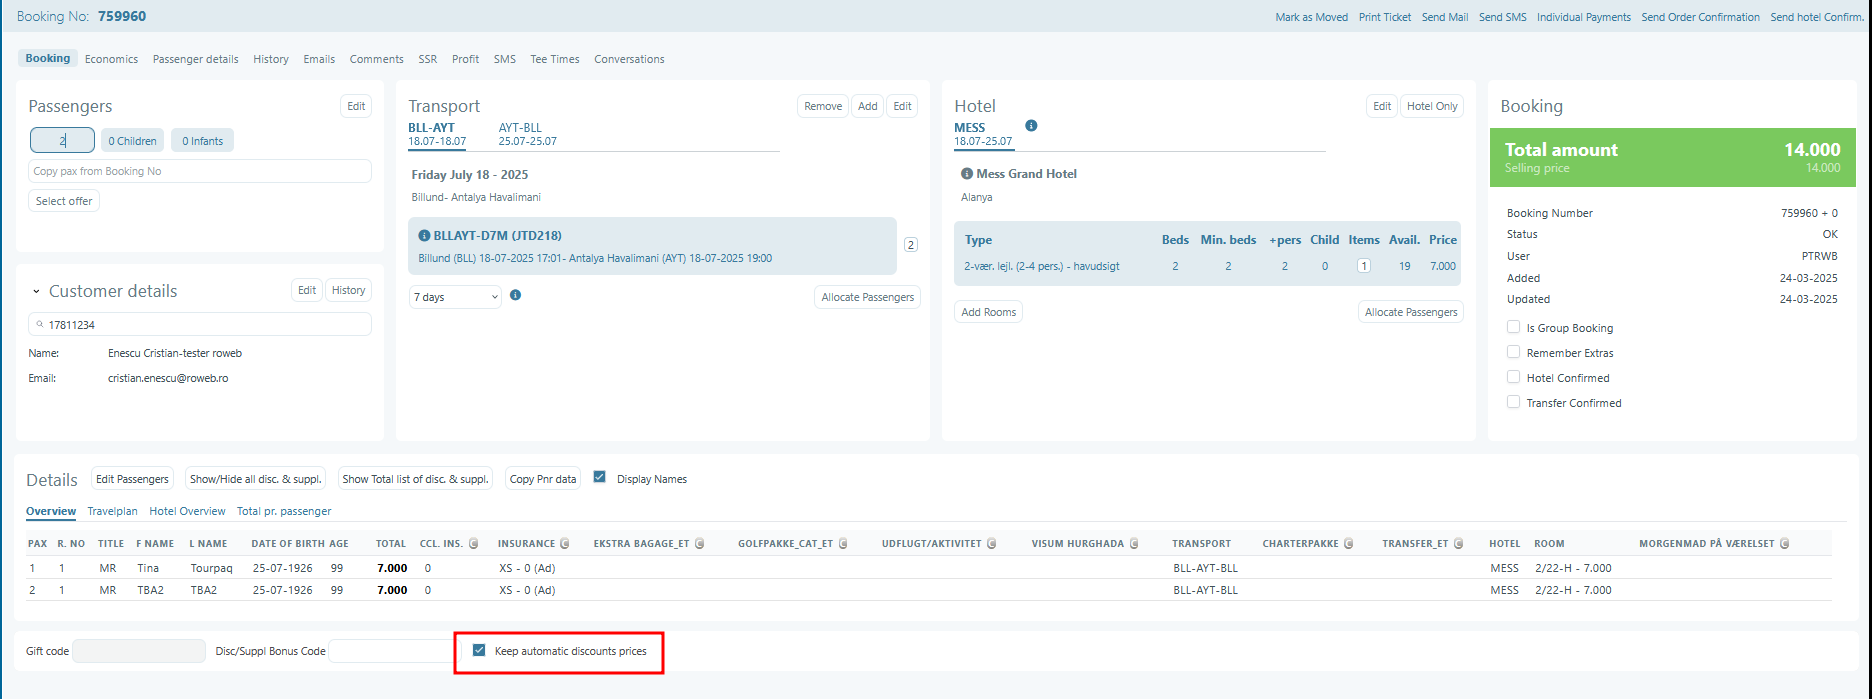 Booking No: 759960
Mark as Moved Print Ticket Send Mail Send SMS Individual Payments Send Order Confirmation Send hotel Confirm.
Booking Economics Passenger details History Emails Comments SSR Profit SMS Tee Times Conversations
Passengers Edit
2 0 Children 0 Infants
Copy pax from Booking No
Select offer
Customer details Edit History
17811234
Name: Enescu Cristian-tester roweb
Email: cristian.enescu@roweb.ro
Transport Remove Add Edit
BLL-AYT AYT-BLL
18.07-18.07 25.07-25.07
Friday July 18 - 2025
Billund- Antalya Havalimani
BLLAYT-D7M (JTD218)
Billund (BLL) 18-07-2025 17:01- Antalya Havalimani (AYT) 18-07-2025 19:00
2
7 days Allocate Passengers
Hotel Edit Hotel Only
MESS
18.07-25.07
Mess Grand Hotel
Alanya
Type Beds Min. beds +pers Child Items Avail. Price
2-vær. lejl. (2-4 pers.) - havudsigt 2 2 2 0 1 19 7.000
Add Rooms Allocate Passengers
Booking
Total amount 14.000
Selling price 14.000
Booking Number 759960 + 0
Status OK
User PTRWB
Added 24-03-2025
Updated 24-03-2025
Is Group Booking
Remember Extras
Hotel Confirmed
Transfer Confirmed
Details Edit Passengers Show/Hide all disc. & suppl. Show Total list of disc. & suppl. Copy Pnr data Display Names
Overview Travelplan Hotel Overview Total pr. passenger
PAX R. NO TITLE F NAME L NAME DATE OF BIRTH AGE TOTAL CCL. INS. C INSURANCE C EKSTRA BAGAGE_ET C GOLFPAKKE_CAT_ET C UDFLUGT/AKTIVITET C VISUM HURGHADA C TRANSPORT CHARTERPAKKE C TRANSFER_ET C HOTEL ROOM MORGENMAD PÅ VÆRELSET C
1 1 MR Tina Tourpaq 25-07-1926 99 7.000 0 XS - 0 (Ad) BLL-AYT-BLL MESS 2/22-H - 7.000
2 1 MR TBA2 TBA2 25-07-1926 99 7.000 0 XS - 0 (Ad) BLL-AYT-BLL MESS 2/22-H - 7.000
Gift code Disc/Suppl Bonus Code Keep automatic discounts prices